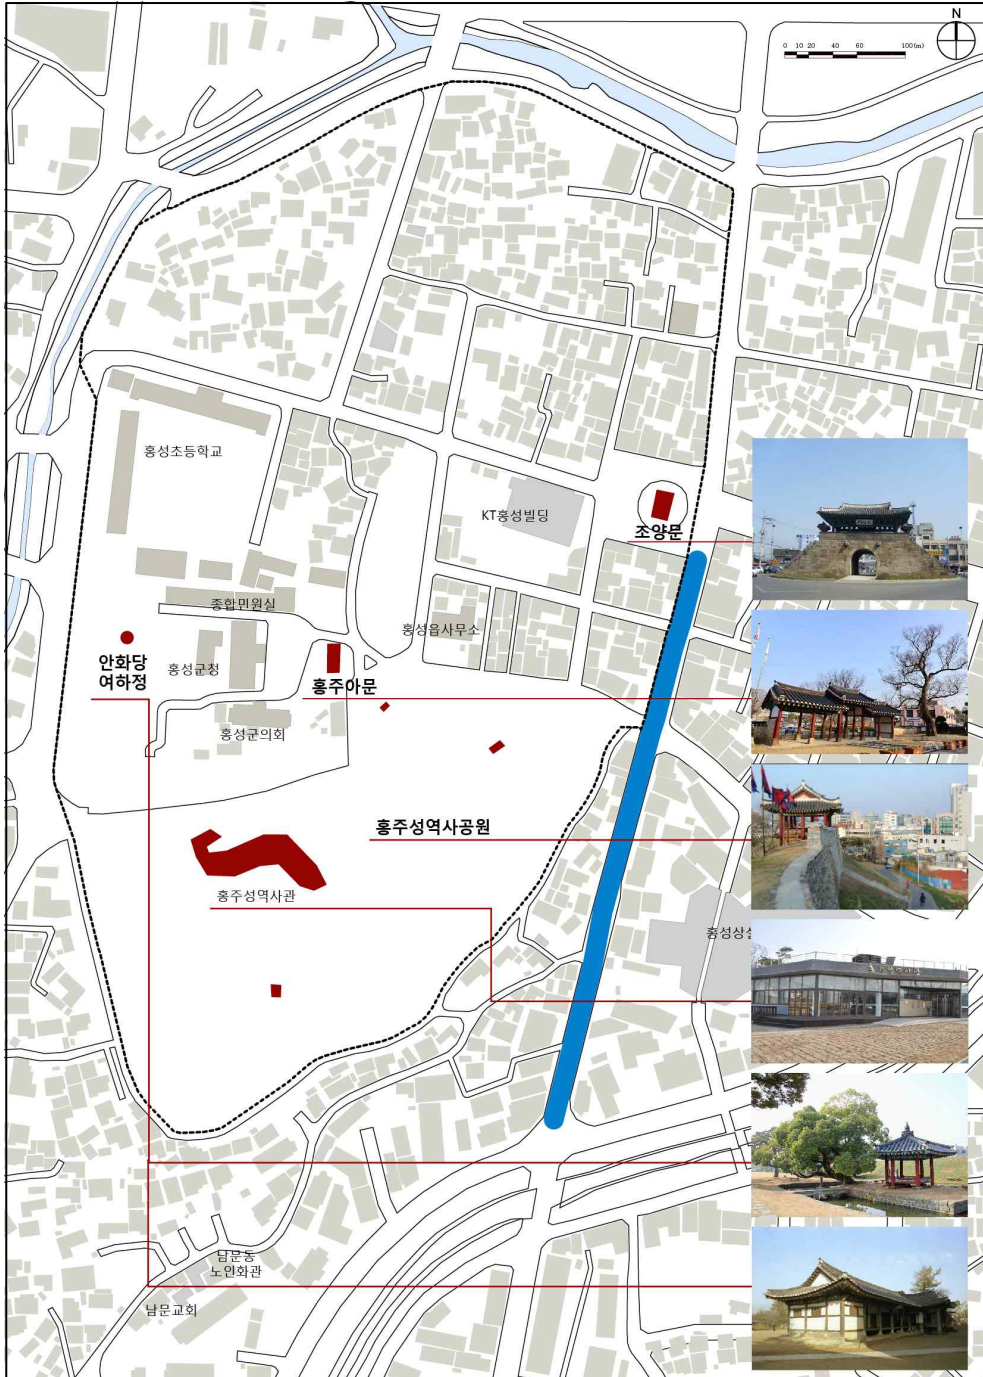 N
0 10 20 40 60 100(m)
홍성초등학교
KT홍성빌딩
조양문
종합민원실
홍성읍사무소
안화당
여하정
홍성군청
홍주아문
홍성군의회
홍주성역사공원
홍주성역사관
홍성상설
남문동
노인회관
남문교회